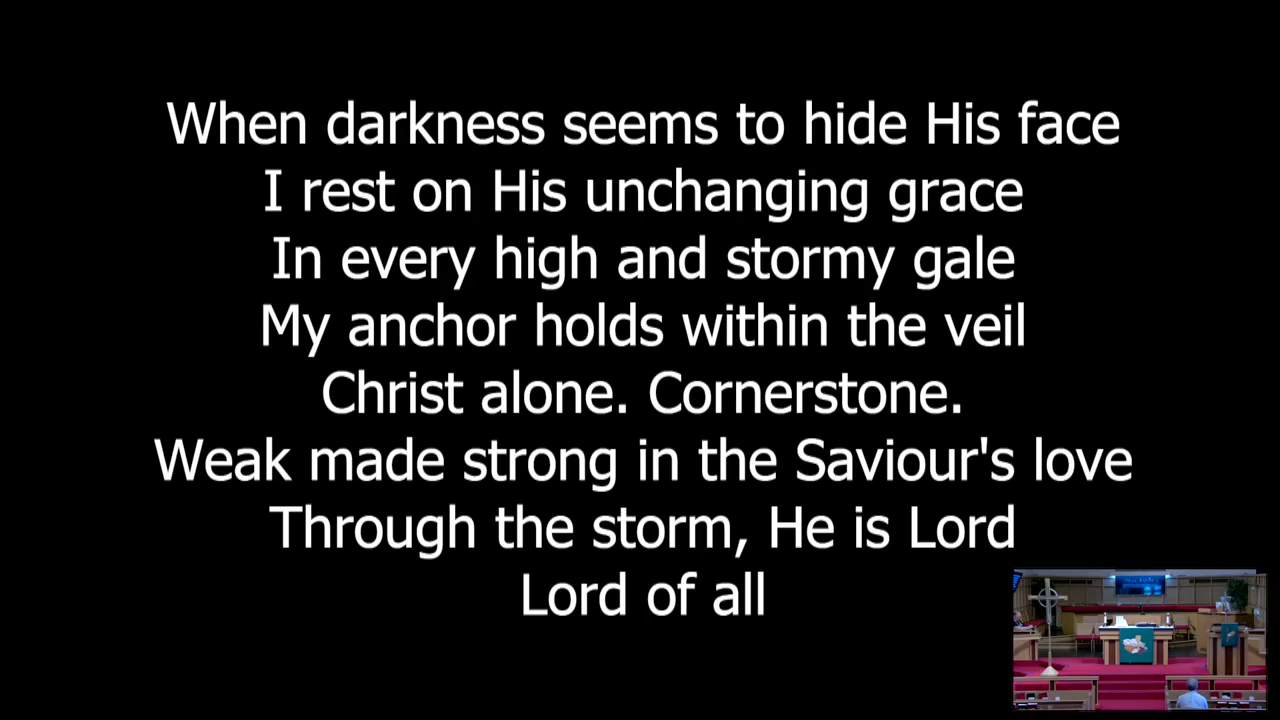 When darkness seems to hide His face
I rest on His unchanging grace
In every high and stormy gale
My anchor holds within the veil
Christ alone. Cornerstone.
Weak made strong in the Saviour's love
Through the storm, He is Lord
Lord of all